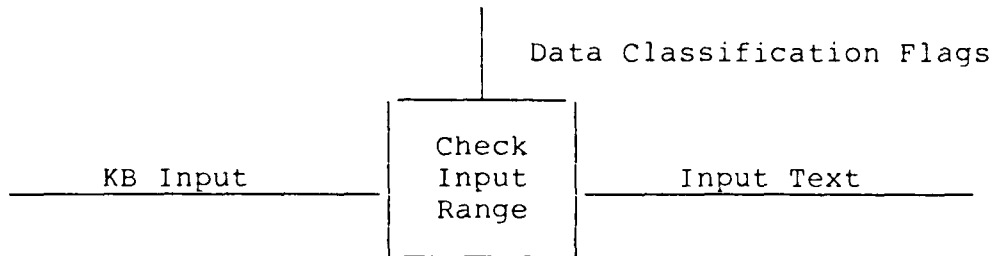 Data Classification Flags
Check
KB Input
Input
Input Text
Range